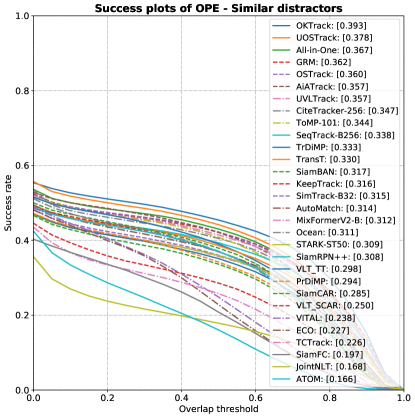 Success plots of OPE - Similar distractors
1.0
0.8
0.6
0.4
0.2
0.0
Success rate
OKTrack: [0.393]
UOSTrack: [0.378]
All-in-One: [0.367]
GRM: [0.362]
OSTrack: [0.360]
AiATrack: [0.357]
UVLTrack: [0.357]
CiteTracker-256: [0.347]
ToMP-101: [0.344]
SeqTrack-B256: [0.338]
TrDiMP: [0.333]
TransT: [0.330]
SiamBAN: [0.317]
KeepTrack: [0.316]
SimTrack-B32: [0.315]
AutoMatch: [0.314]
MixFormerV2-B: [0.312]
Ocean: [0.311]
STARK-ST50: [0.309]
SiamRPN++: [0.308]
VLT_TT: [0.298]
PrDiMP: [0.294]
SiamCAR: [0.285]
VLT_SCAR: [0.250]
VITAL: [0.238]
ECO: [0.227]
TCTrack: [0.226]
SiamFC: [0.197]
JointNLT: [0.168]
ATOM: [0.166]
0.0 0.2 0.4 0.6 0.8 1.0
Overlap threshold